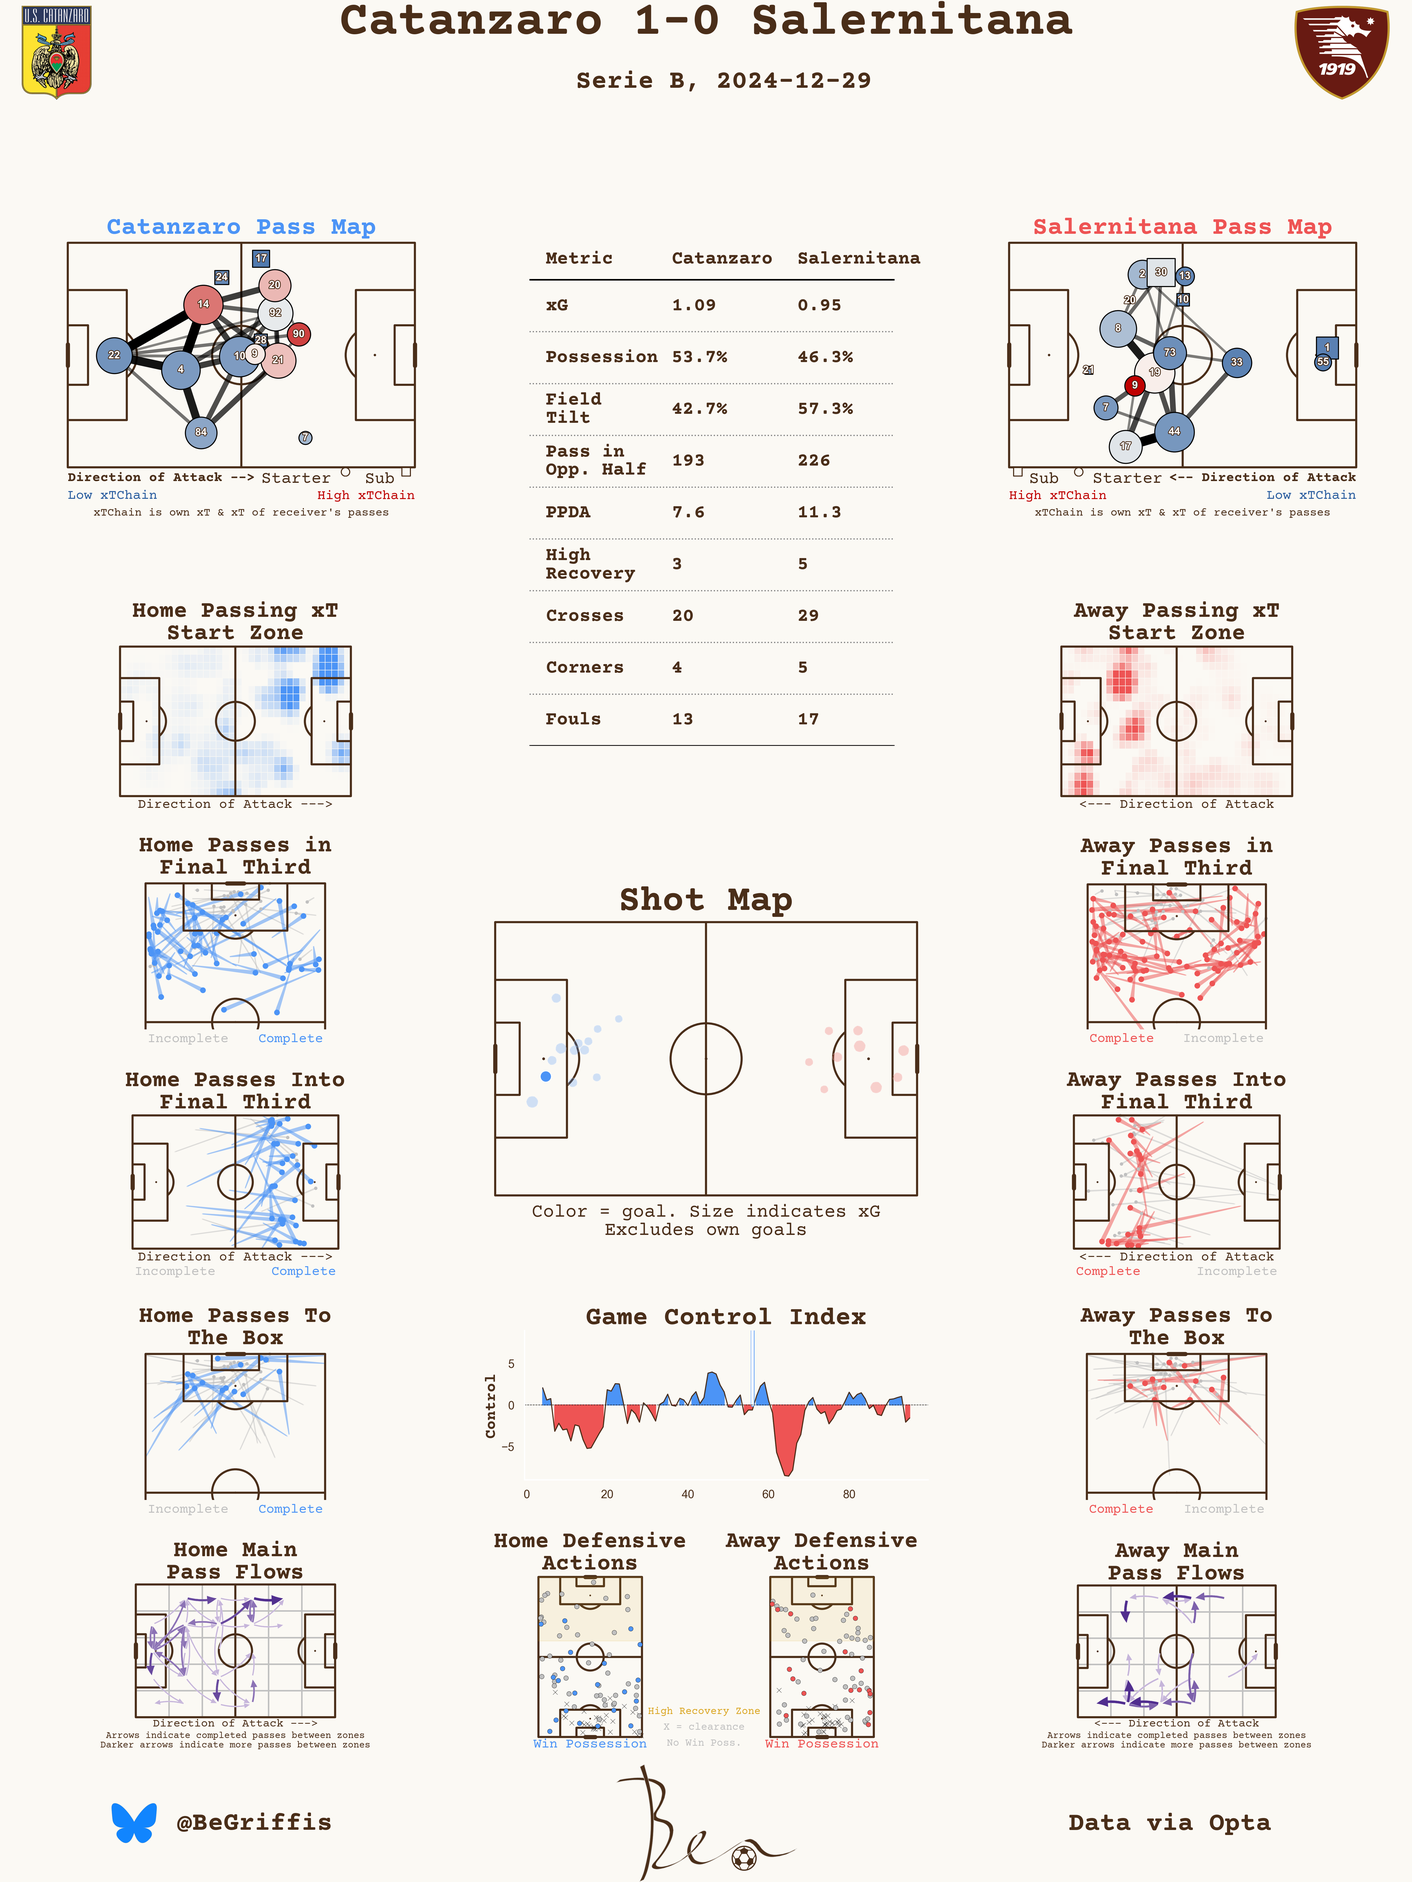 Catanzaro 1-0 Salernitana
Serie B, 2024-12-29
U.S. CATANZARO
1919
Catanzaro Pass Map
17
24
20
14
92
90
28
22
10
9
21
4
84
7
Direction of Attack --> Starter Sub
Low xTChain High xTChain
xTChain is own xT & xT of receiver's passes
Metric Catanzaro Salernitana
xG 1.09 0.95
Possession 53.7% 46.3%
Field
Tilt 42.7% 57.3%
Pass in
Opp. Half 193 226
PPDA 7.6 11.3
High
Recovery 3 5
Crosses 20 29
Corners 4 5
Fouls 13 17
Salernitana Pass Map
2
30
13
20
10
8
1
73
55
33
21
19
9
7
44
17
Sub Starter <-- Direction of Attack
High xTChain Low xTChain
xTChain is own xT & xT of receiver's passes
Home Passing xT
Start Zone
Direction of Attack --->
Away Passing xT
Start Zone
<--- Direction of Attack
Home Passes in
Final Third
Incomplete Complete
Shot Map
Color = goal. Size indicates xG
Excludes own goals
Away Passes in
Final Third
Complete Incomplete
Home Passes Into
Final Third
Direction of Attack --->
Incomplete Complete
Away Passes Into
Final Third
<--- Direction of Attack
Complete Incomplete
Home Passes To
The Box
Incomplete Complete
Game Control Index
Control
5
0
−5
0 20 40 60 80
Away Passes To
The Box
Complete Incomplete
Home Main
Pass Flows
Direction of Attack --->
Arrows indicate completed passes between zones
Darker arrows indicate more passes between zones
Home Defensive
Actions
Win Possession
Away Defensive
Actions
Win Possession
High Recovery Zone
X = clearance
No Win Poss.
Away Main
Pass Flows
<--- Direction of Attack
Arrows indicate completed passes between zones
Darker arrows indicate more passes between zones
@BeGriffis
Ben
Data via Opta